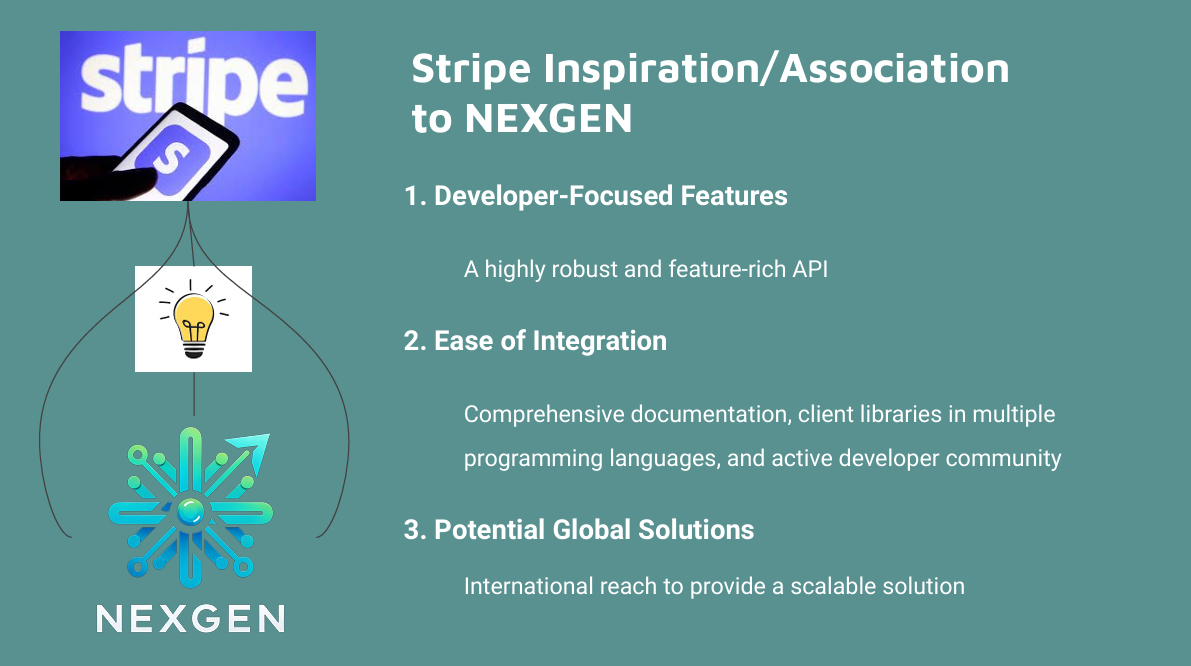 stripe
S
NEXGEN
Stripe Inspiration/Association
to NEXGEN
1. Developer-Focused Features
A highly robust and feature-rich API
2. Ease of Integration
Comprehensive documentation, client libraries in multiple
programming languages, and active developer community
3. Potential Global Solutions
International reach to provide a scalable solution